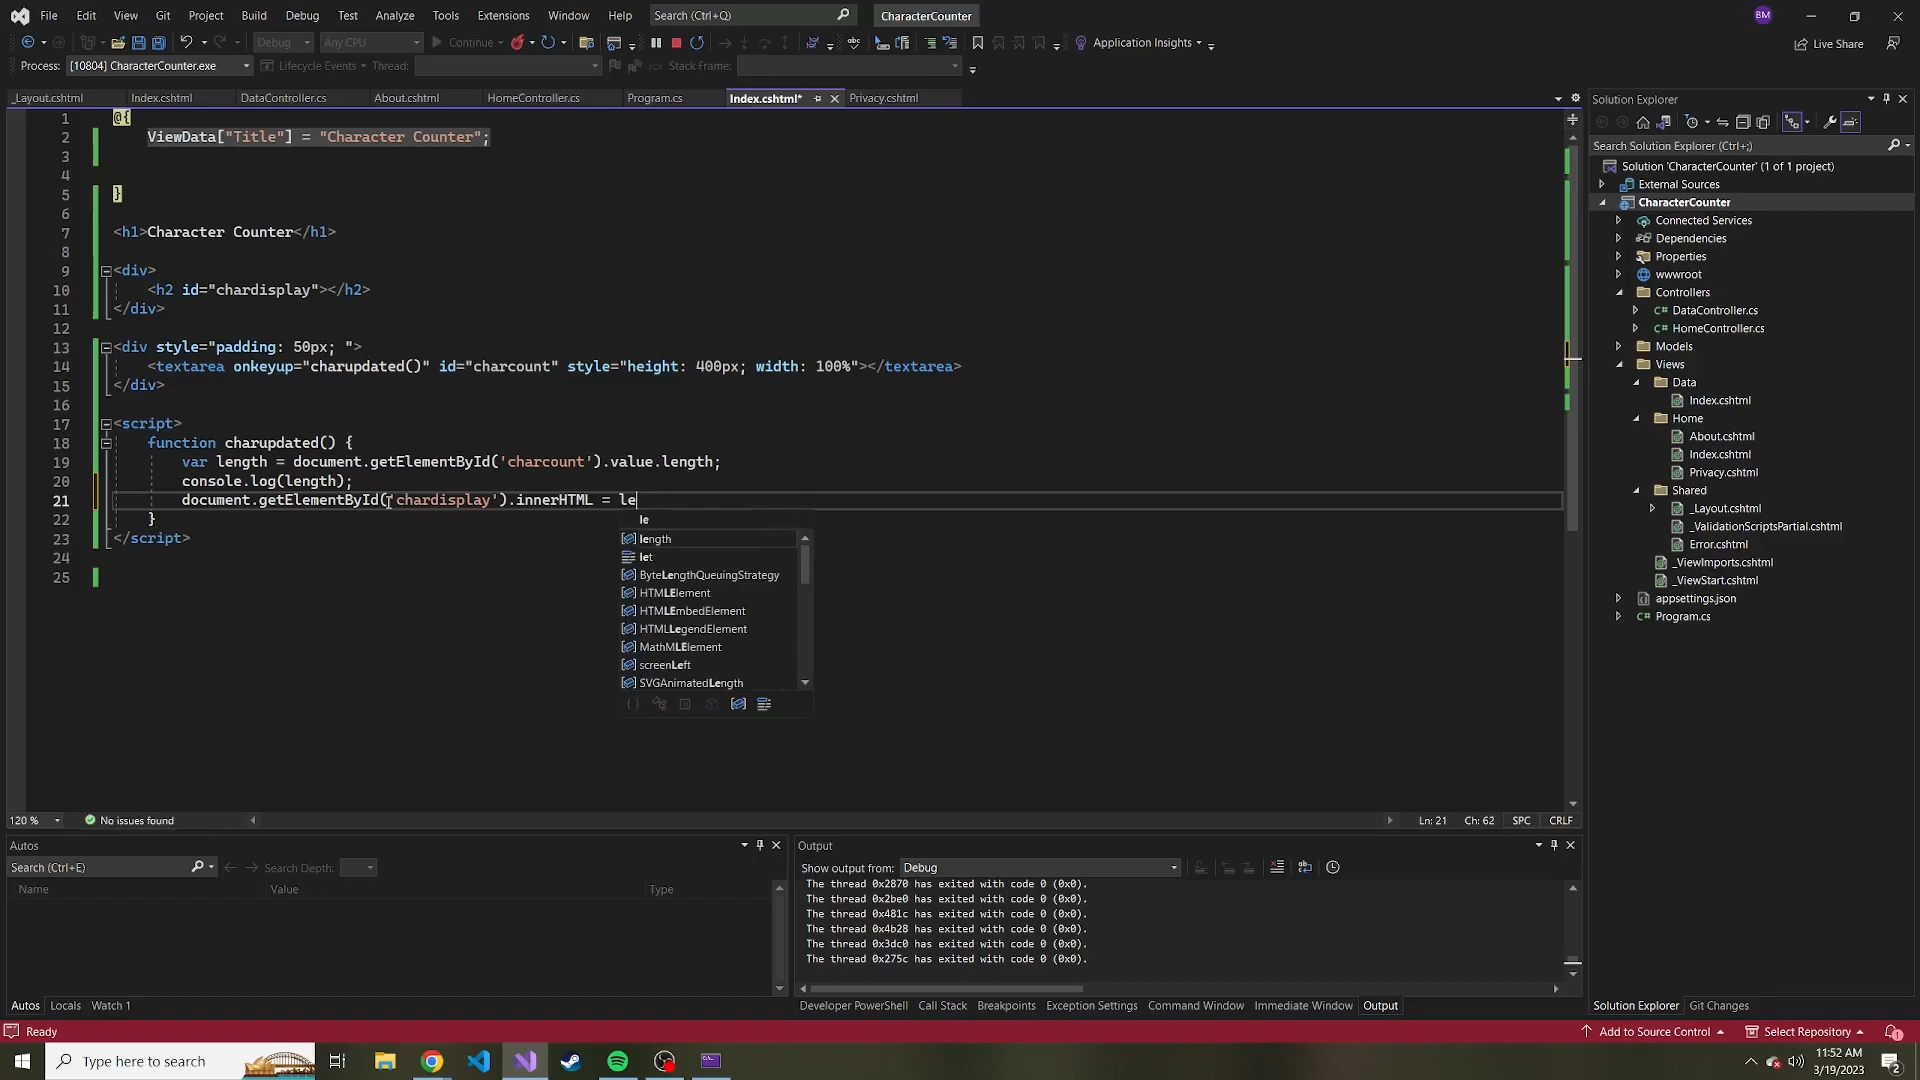 File Edit View Git Project Build Debug Test Analyze Tools Extensions Window Help Search (Ctrl+Q) CharacterCounter BM
Debug Any CPU Continue Application Insights Live Share
Process: [10804] CharacterCounter.exe Lifecycle Events Thread: Stack Frame:
_Layout.cshtml Index.cshtml DataController.cs About.cshtml HomeController.cs Program.cs Index.cshtml* Privacy.cshtml
1 @{
2 ViewData["Title"] = "Character Counter";
3
4
5 }
6
7 <h1>Character Counter</h1>
8
9 <div>
10 <h2 id="chardisplay"></h2>
11 </div>
12
13 <div style="padding: 50px; ">
14 <textarea onkeyup="charupdated()" id="charcount" style="height: 400px; width: 100%"></textarea>
15 </div>
16
17 <script>
18 function charupdated() {
19 var length = document.getElementById('charcount').value.length;
20 console.log(length);
21 document.getElementById('chardisplay').innerHTML = le
22 }
23 </script>
24
25
le
length
let
ByteLengthQueuingStrategy
HTMLElement
HTMLEmbedElement
HTMLLegendElement
MathMLElement
screenLeft
SVGAnimatedLength
120 % No issues found Ln: 21 Ch: 62 SPC CRLF
Solution Explorer
Search Solution Explorer (Ctrl+;)
Solution 'CharacterCounter' (1 of 1 project)
External Sources
CharacterCounter
Connected Services
Dependencies
Properties
wwwroot
Controllers
C# DataController.cs
C# HomeController.cs
Models
Views
Data
Index.cshtml
Home
About.cshtml
Index.cshtml
Privacy.cshtml
Shared
_Layout.cshtml
_ValidationScriptsPartial.cshtml
Error.cshtml
_ViewImports.cshtml
_ViewStart.cshtml
appsettings.json
C# Program.cs
Autos
Search (Ctrl+E) Search Depth:
Name Value Type
Autos Locals Watch 1
Output
Show output from: Debug
The thread 0x2870 has exited with code 0 (0x0).
The thread 0x2be0 has exited with code 0 (0x0).
The thread 0x481c has exited with code 0 (0x0).
The thread 0x4b28 has exited with code 0 (0x0).
The thread 0x3dc0 has exited with code 0 (0x0).
The thread 0x275c has exited with code 0 (0x0).
Developer PowerShell Call Stack Breakpoints Exception Settings Command Window Immediate Window Output
Solution Explorer Git Changes
Ready Add to Source Control Select Repository 1
Type here to search 11:52 AM
3/19/2023 2